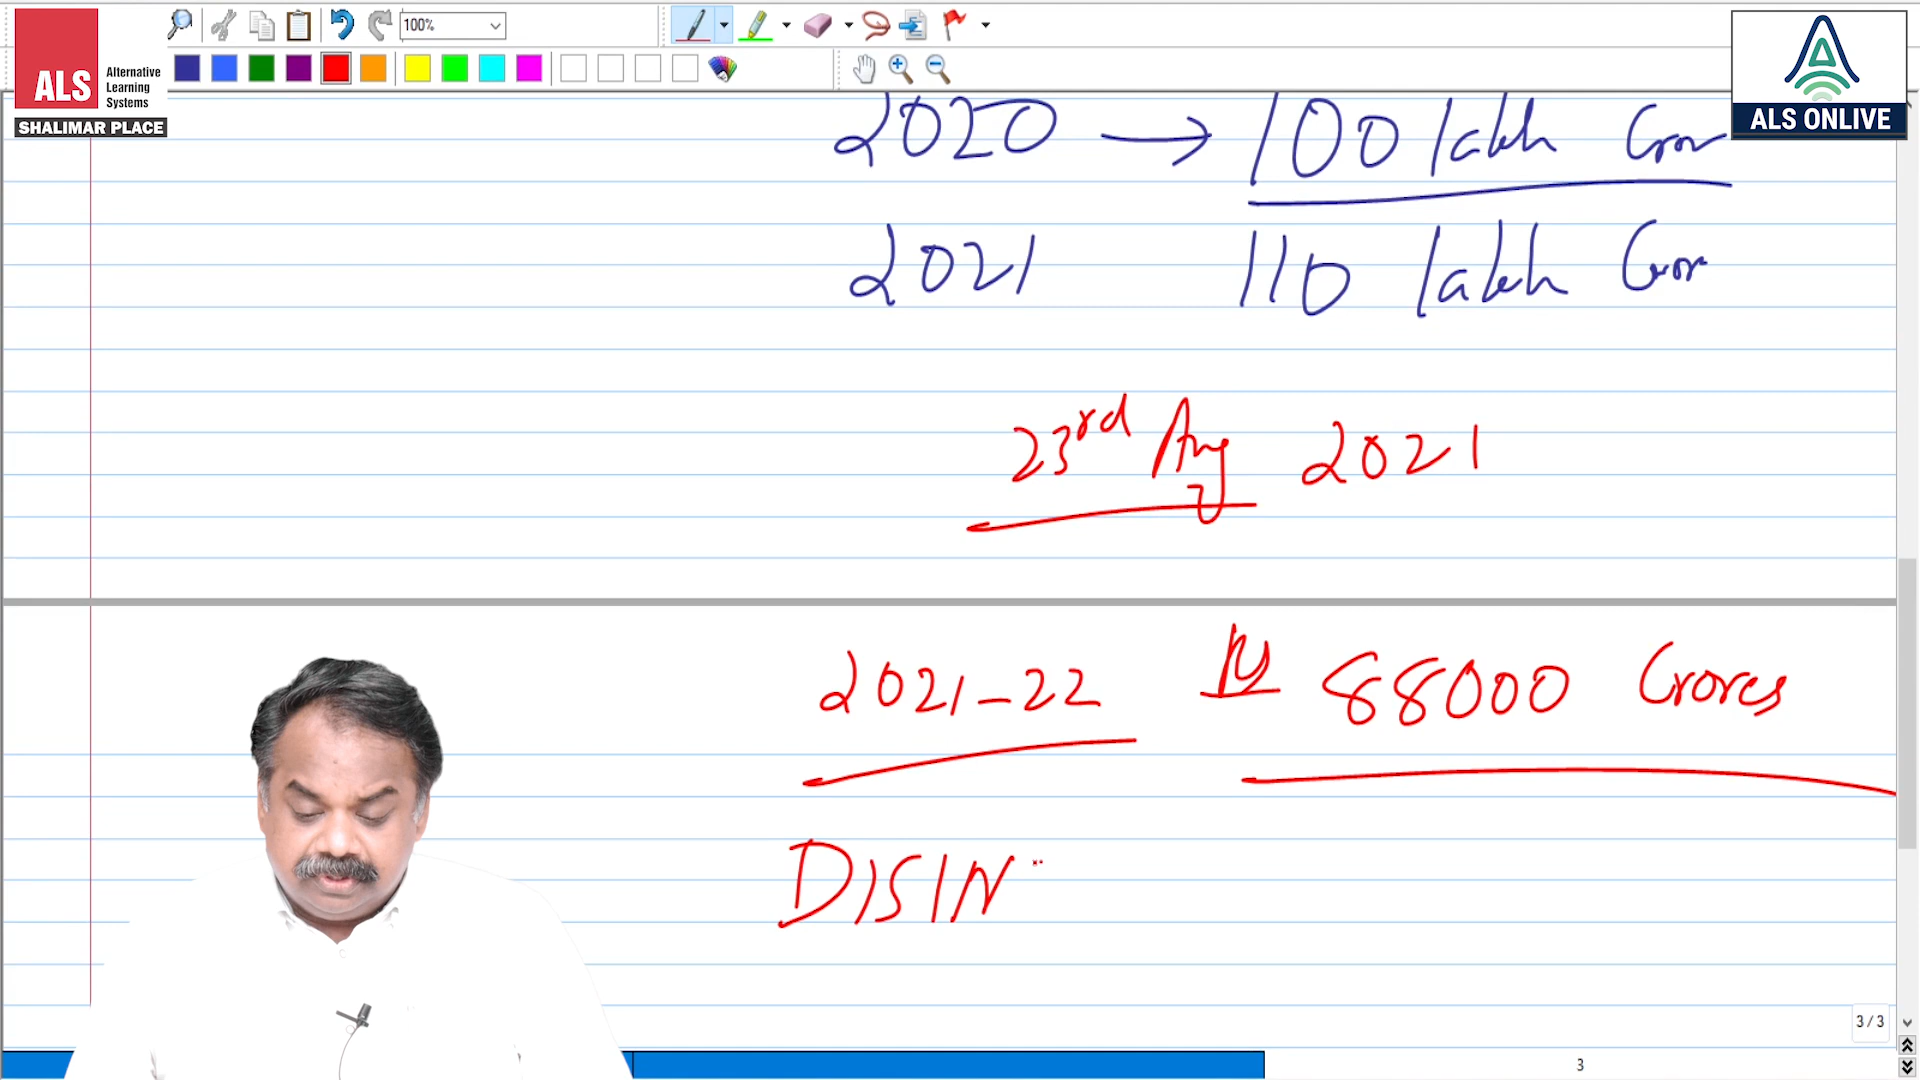 100%
ALS
Alternative
Learning
Systems
SHALIMAR PLACE
ALS ONLIVE
2020 → 100 lakh Cror
2021 110 lakh Cror
23rd Aug 2021
2021-22 88000 Crores
DISIN
3/3
3